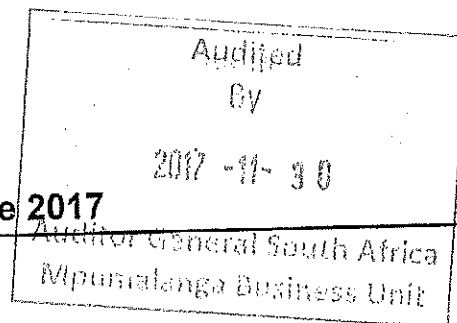 Audited
By
2017 -11- 30
e 2017
Auditor General South Africa
Mpumalanga Business Unit